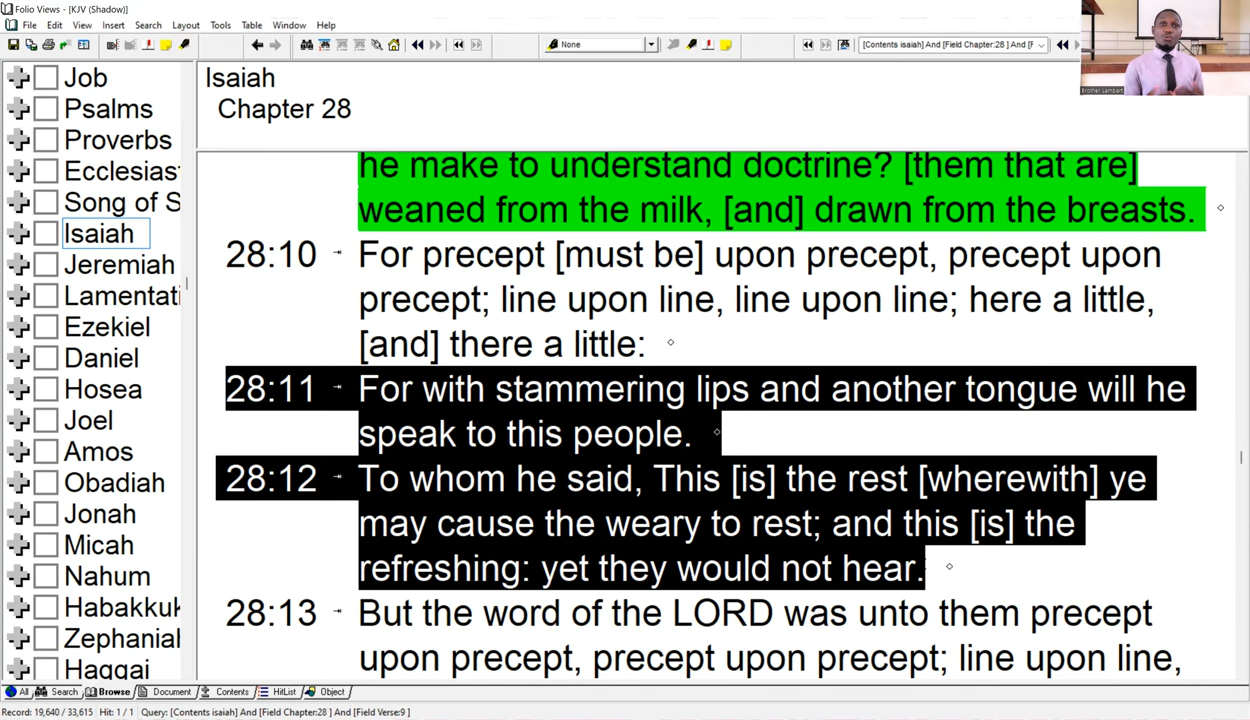 Folio Views - [KJV (Shadow)]
File Edit View Insert Search Layout Tools Table Window Help
None
[Contents isaiah] And [Field Chapter:28 ] And [F
Brother Lambart
Job
Psalms
Proverbs
Ecclesias
Song of S
Isaiah
Jeremiah
Lamentati
Ezekiel
Daniel
Hosea
Joel
Amos
Obadiah
Jonah
Micah
Nahum
Habakkuk
Zephaniah
Haggai
Isaiah
Chapter 28
he make to understand doctrine? [them that are]
weaned from the milk, [and] drawn from the breasts.
28:10 For precept [must be] upon precept, precept upon
precept; line upon line, line upon line; here a little,
[and] there a little:
28:11 For with stammering lips and another tongue will he
speak to this people.
28:12 To whom he said, This [is] the rest [wherewith] ye
may cause the weary to rest; and this [is] the
refreshing: yet they would not hear.
28:13 But the word of the LORD was unto them precept
upon precept, precept upon precept; line upon line,
All Search Browse Document Contents HitList Object
Record: 19,640 / 33,615 Hit: 1 / 1 Query: [Contents isaiah] And [Field Chapter:28 ] And [Field Verse:9 ]